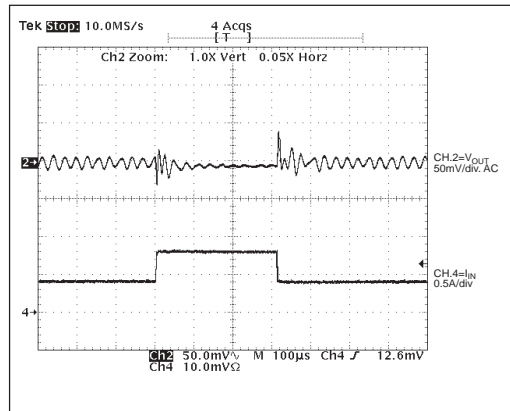 Tek Stop: 10.0MS/s 4 Acqs
[ T ]
Ch2 Zoom: 1.0X Vert 0.05X Horz
2→
CH.2=VOUT
50mV/div. AC
CH.4=IIN
0.5A/div
4→
Ch2 50.0mV∿ M 100µs Ch4 ƒ 12.6mV
Ch4 10.0mVΩ